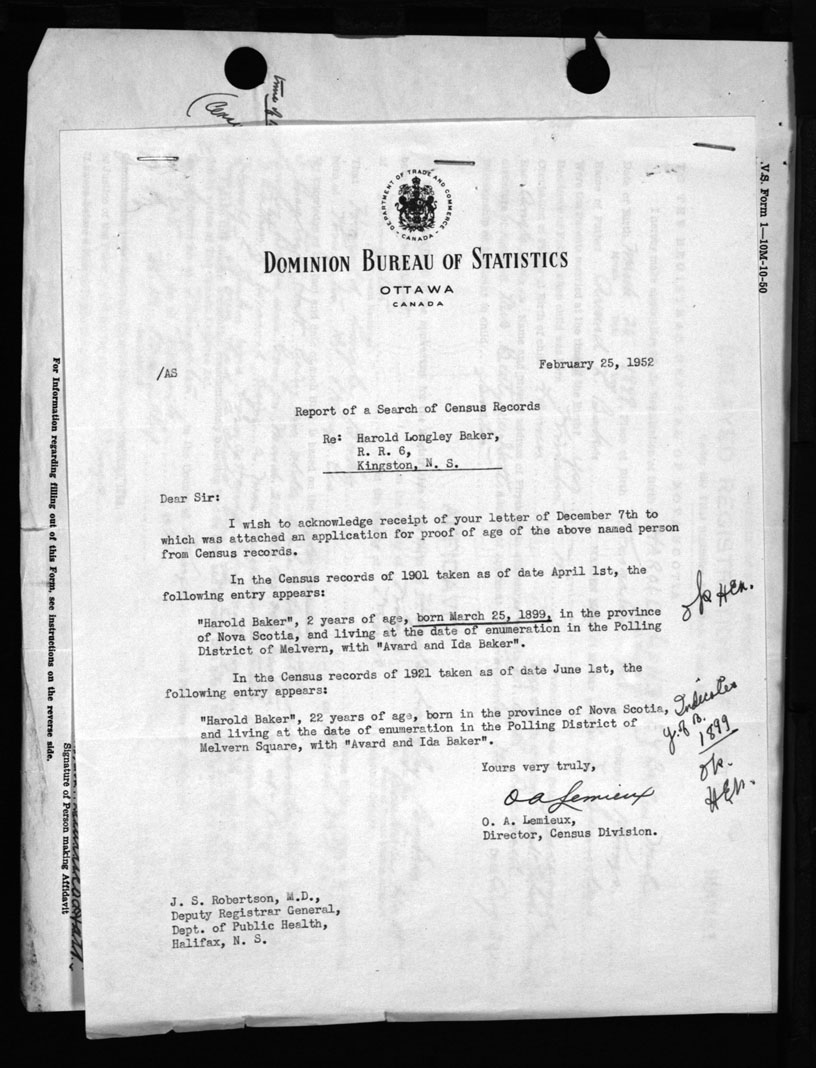 time of
(Cen
V.S. Form 1—10M-10-50
DEPARTMENT OF TRADE AND COMMERCE
CANADA
DOMINION BUREAU OF STATISTICS
OTTAWA
CANADA
/AS
February 25, 1952
Report of a Search of Census Records
Re: Harold Longley Baker,
R. R. 6,
Kingston, N. S.
Dear Sir:
I wish to acknowledge receipt of your letter of December 7th to
which was attached an application for proof of age of the above named person
from Census records.
In the Census records of 1901 taken as of date April 1st, the
following entry appears:
"Harold Baker", 2 years of age, born March 25, 1899, in the province
of Nova Scotia, and living at the date of enumeration in the Polling
District of Melvern, with "Avard and Ida Baker".
ok HEN.
In the Census records of 1921 taken as of date June 1st, the
following entry appears:
"Harold Baker", 22 years of age, born in the province of Nova Scotia,
and living at the date of enumeration in the Polling District of
Melvern Square, with "Avard and Ida Baker".
Indicates
y. of B.
1899
ok.
HEN.
Yours very truly,
O A Lemieux
O. A. Lemieux,
Director, Census Division.
J. S. Robertson, M.D.,
Deputy Registrar General,
Dept. of Public Health,
Halifax, N. S.
For Information regarding filling out of this Form, see instructions on the reverse side.
Signature of Person making Affidavit